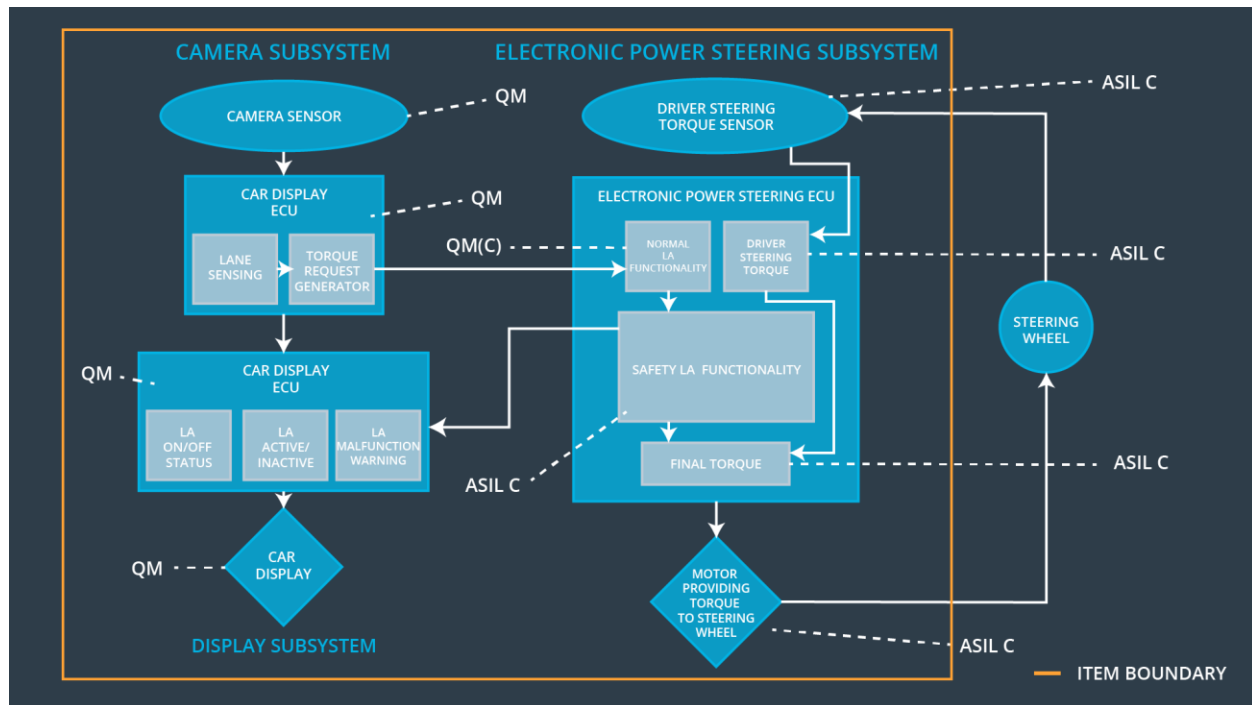 CAMERA SUBSYSTEM
ELECTRONIC POWER STEERING SUBSYSTEM
CAMERA SENSOR
QM
DRIVER STEERING
TORQUE SENSOR
ASIL C
CAR DISPLAY
ECU
QM
LANE
SENSING
TORQUE
REQUEST
GENERATOR
ELECTRONIC POWER STEERING ECU
QM(C)
NORMAL
LA
FUNCTIONALITY
DRIVER
STEERING
TORQUE
ASIL C
STEERING
WHEEL
CAR DISPLAY
ECU
QM
LA
ON/OFF
STATUS
LA
ACTIVE/
INACTIVE
LA
MALFUNCTION
WARNING
SAFETY LA FUNCTIONALITY
ASIL C
FINAL TORQUE
ASIL C
QM
CAR
DISPLAY
MOTOR
PROVIDING
TORQUE
TO STEERING
WHEEL
ASIL C
DISPLAY SUBSYSTEM
ITEM BOUNDARY